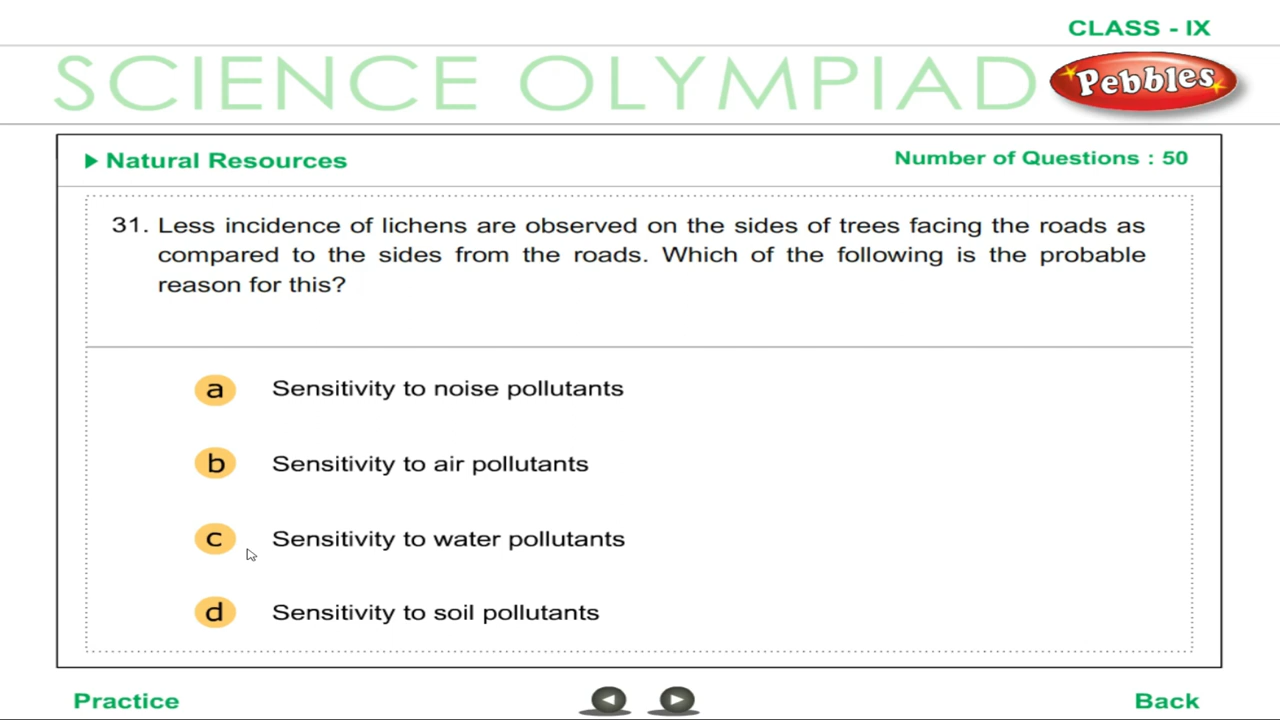 CLASS - IX
SCIENCE OLYMPIAD
Pebbles
Natural Resources
Number of Questions : 50
31. Less incidence of lichens are observed on the sides of trees facing the roads as
compared to the sides from the roads. Which of the following is the probable
reason for this?
a Sensitivity to noise pollutants
b Sensitivity to air pollutants
c Sensitivity to water pollutants
d Sensitivity to soil pollutants
Practice
Back